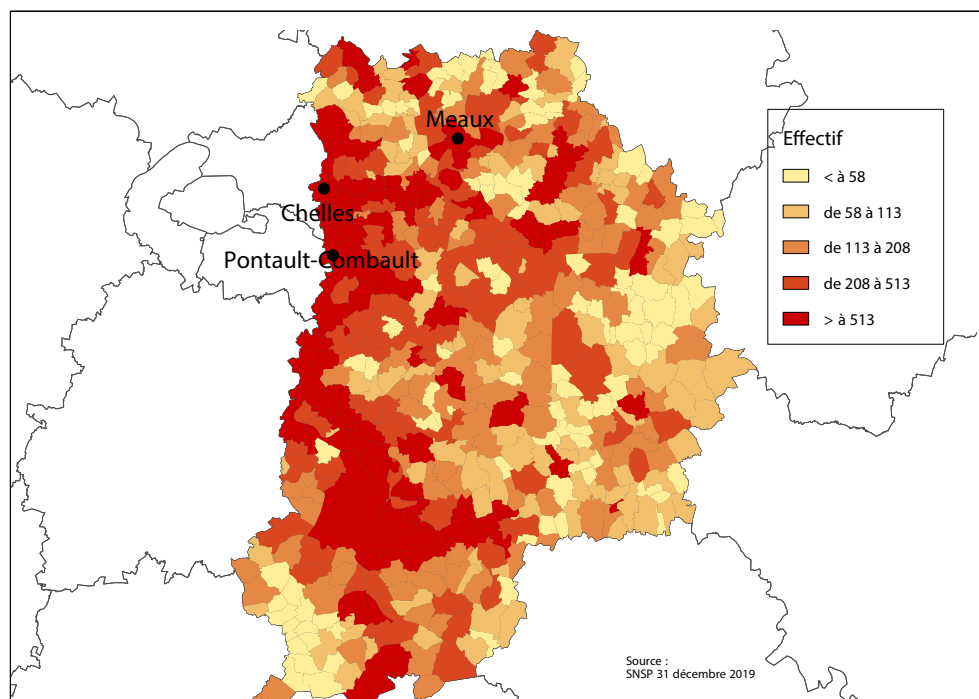 Meaux
Chelles
Pontault-Combault
Effectif
< à 58
de 58 à 113
de 113 à 208
de 208 à 513
> à 513
Source :
SNSP 31 décembre 2019